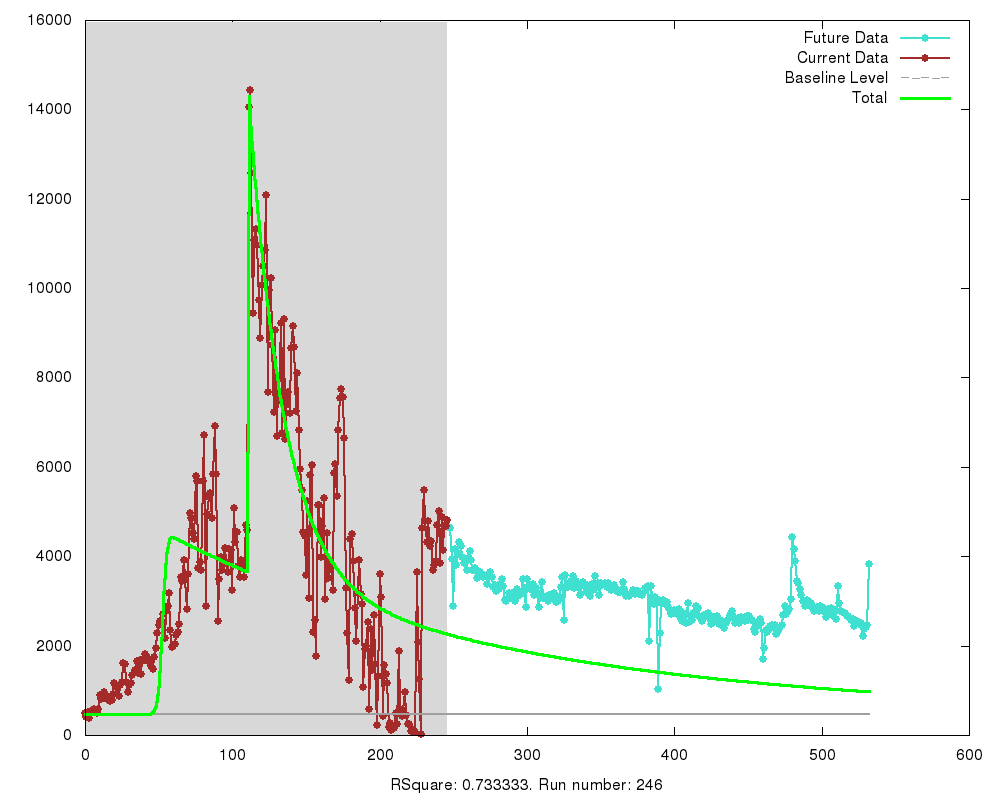 16000
14000
12000
10000
8000
6000
4000
2000
0
Future Data
Current Data
Baseline Level
Total
0 100 200 300 400 500 600
RSquare: 0.733333. Run number: 246